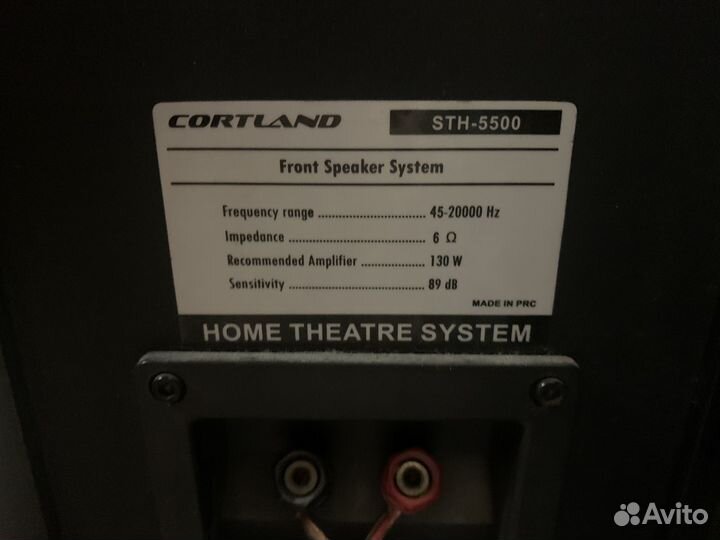 CORTLAND STH-5500
Front Speaker System
Frequency range ........................... 45-20000 Hz
Impedance ........................................ 6 Ω
Recommended Amplifier .................. 130 W
Sensitivity ........................................ 89 dB
MADE IN PRC
HOME THEATRE SYSTEM
Avito